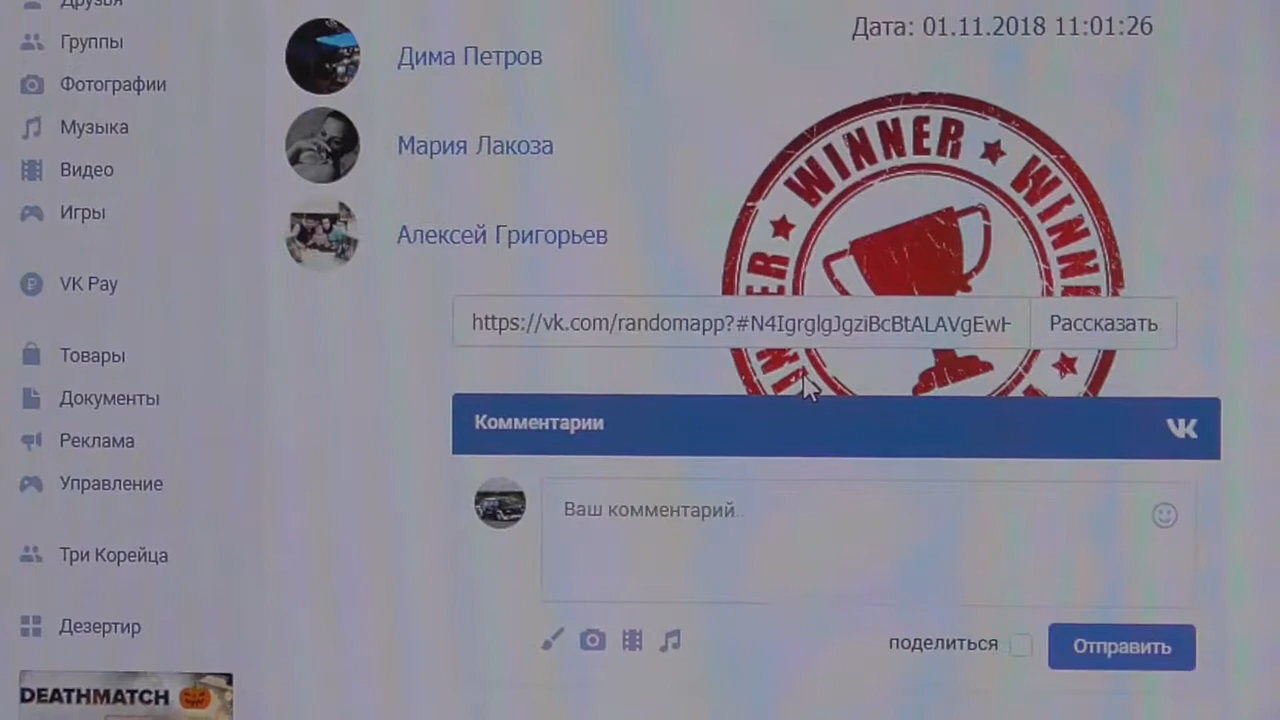 Друзья
Группы
Фотографии
Музыка
Видео
Игры
VK Pay
Товары
Документы
Реклама
Управление
Три Корейца
Дезертир
DEATHMATCH
Дима Петров
Мария Лакоза
Алексей Григорьев
Дата: 01.11.2018 11:01:26
WINNER
WINNER
https://vk.com/randomapp?#N4IgrglgJgziBcBtALAVgEwH
Рассказать
Комментарии
Ваш комментарий..
поделиться
Отправить